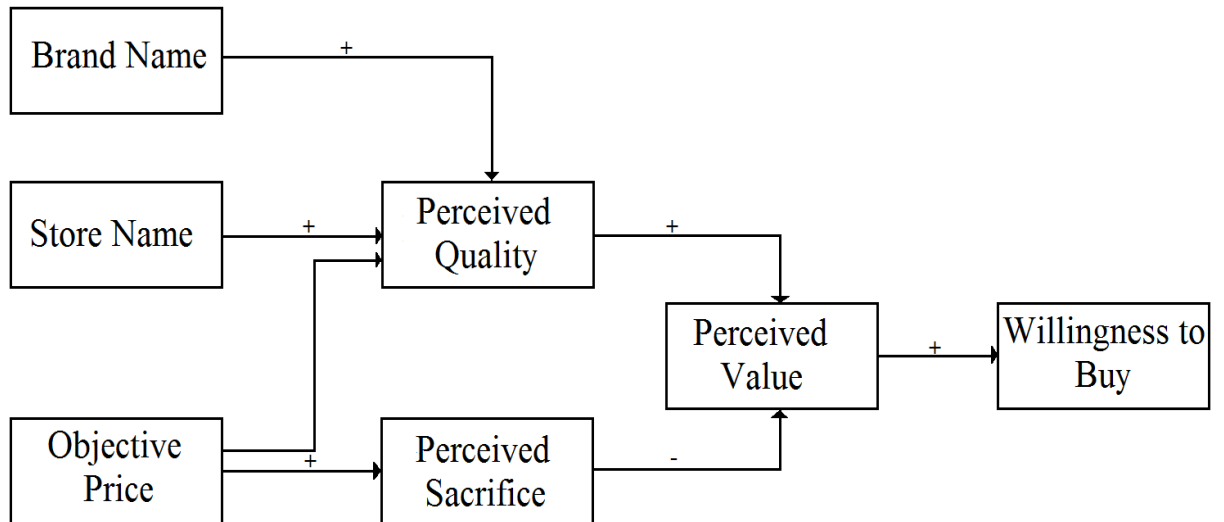 Brand Name
+
Store Name
+
Perceived
Quality
+
Perceived
Value
+
Willingness to
Buy
Objective
Price
+
Perceived
Sacrifice
-